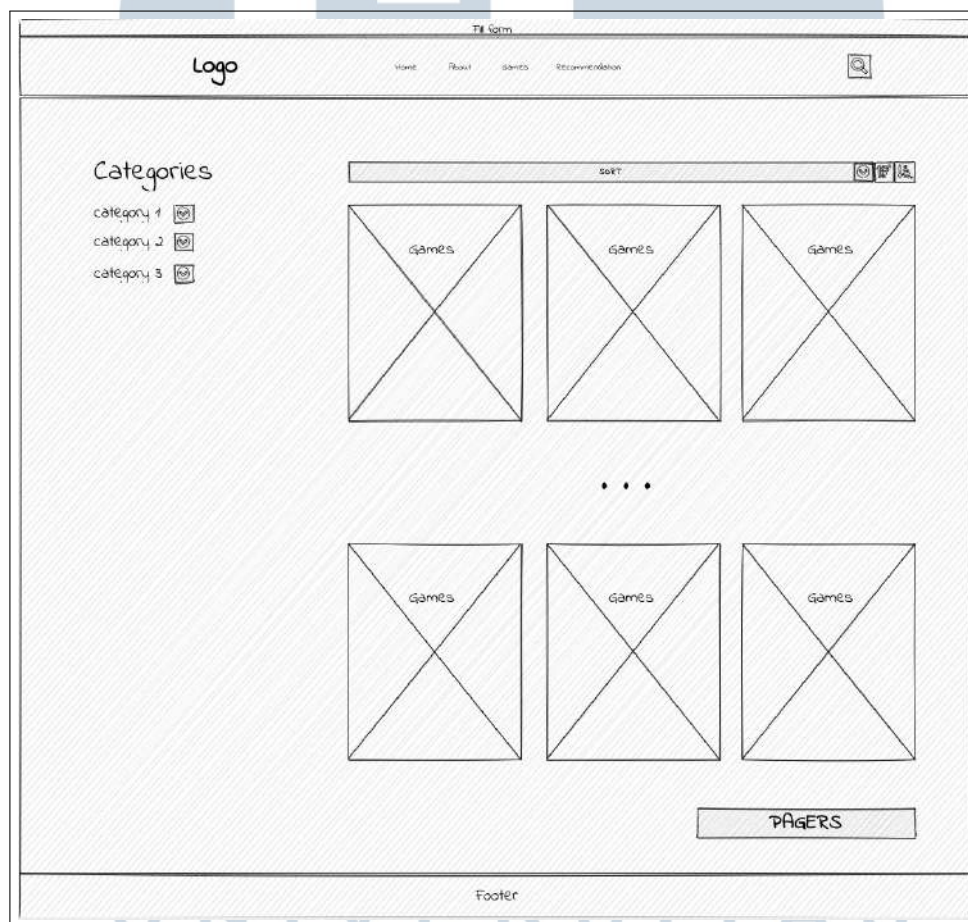 Fill form
Logo
Home About Games Recommendation
Categories
SORT
category 1
category 2
category 3
Games Games Games
...
Games Games Games
PAGERS
Footer